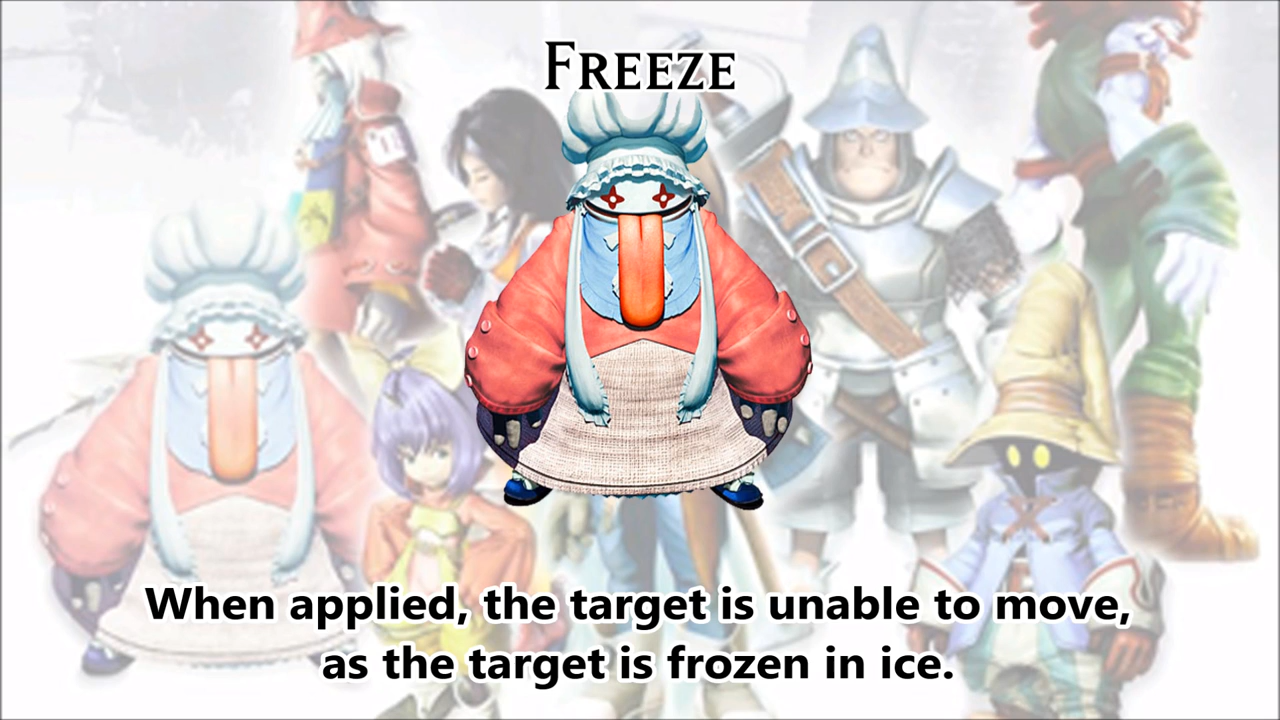 FREEZE
When applied, the target is unable to move,
as the target is frozen in ice.